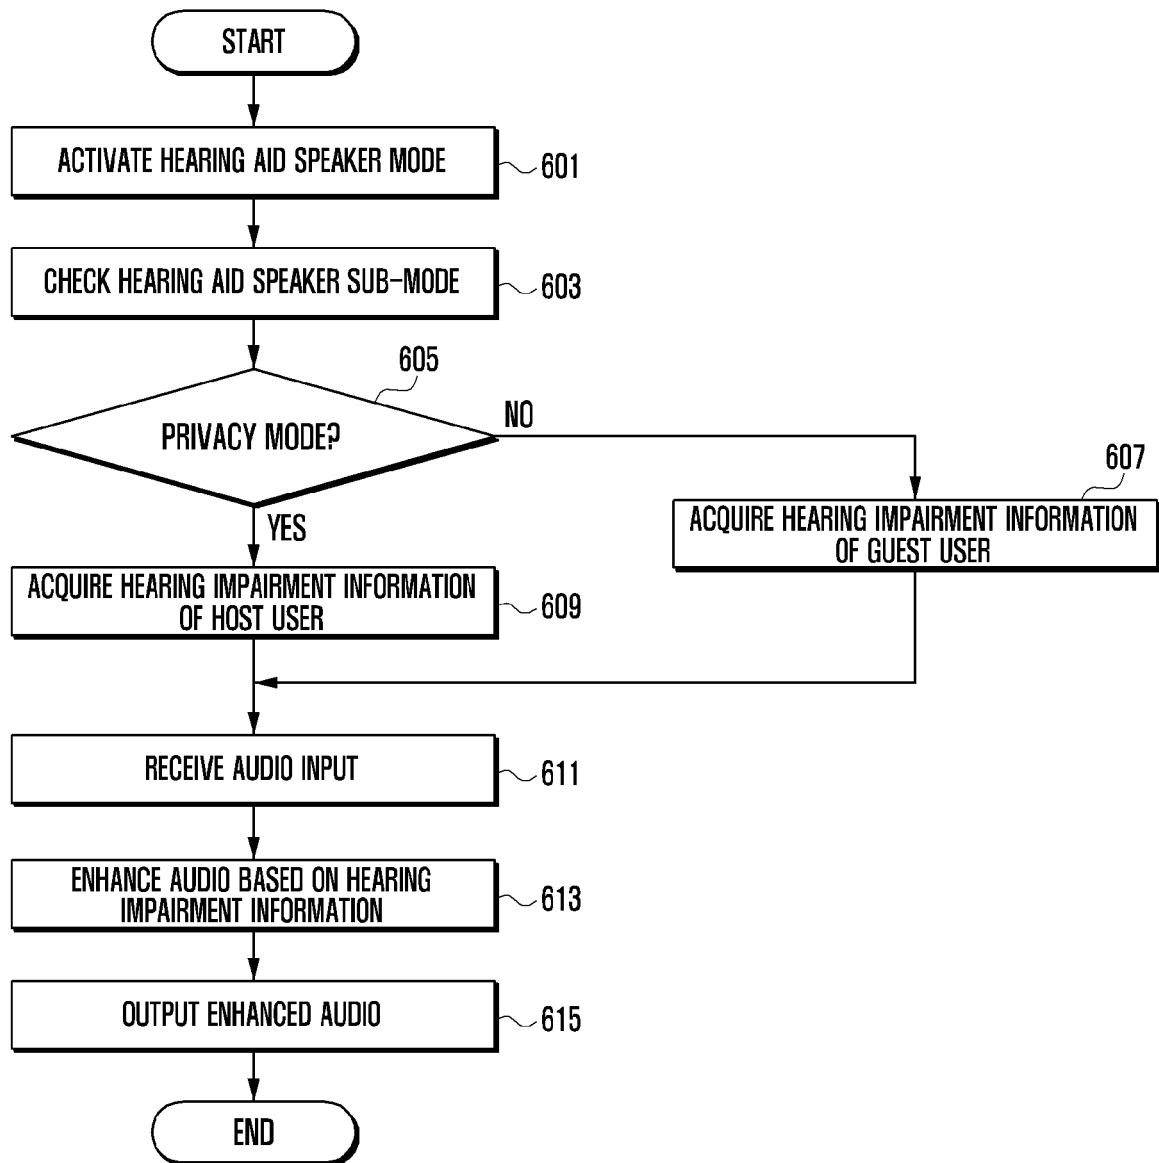 START
ACTIVATE HEARING AID SPEAKER MODE
601
CHECK HEARING AID SPEAKER SUB-MODE
603
605
PRIVACY MODE?
NO
607
ACQUIRE HEARING IMPAIRMENT INFORMATION
OF GUEST USER
YES
ACQUIRE HEARING IMPAIRMENT INFORMATION
OF HOST USER
609
RECEIVE AUDIO INPUT
611
ENHANCE AUDIO BASED ON HEARING
IMPAIRMENT INFORMATION
613
OUTPUT ENHANCED AUDIO
615
END